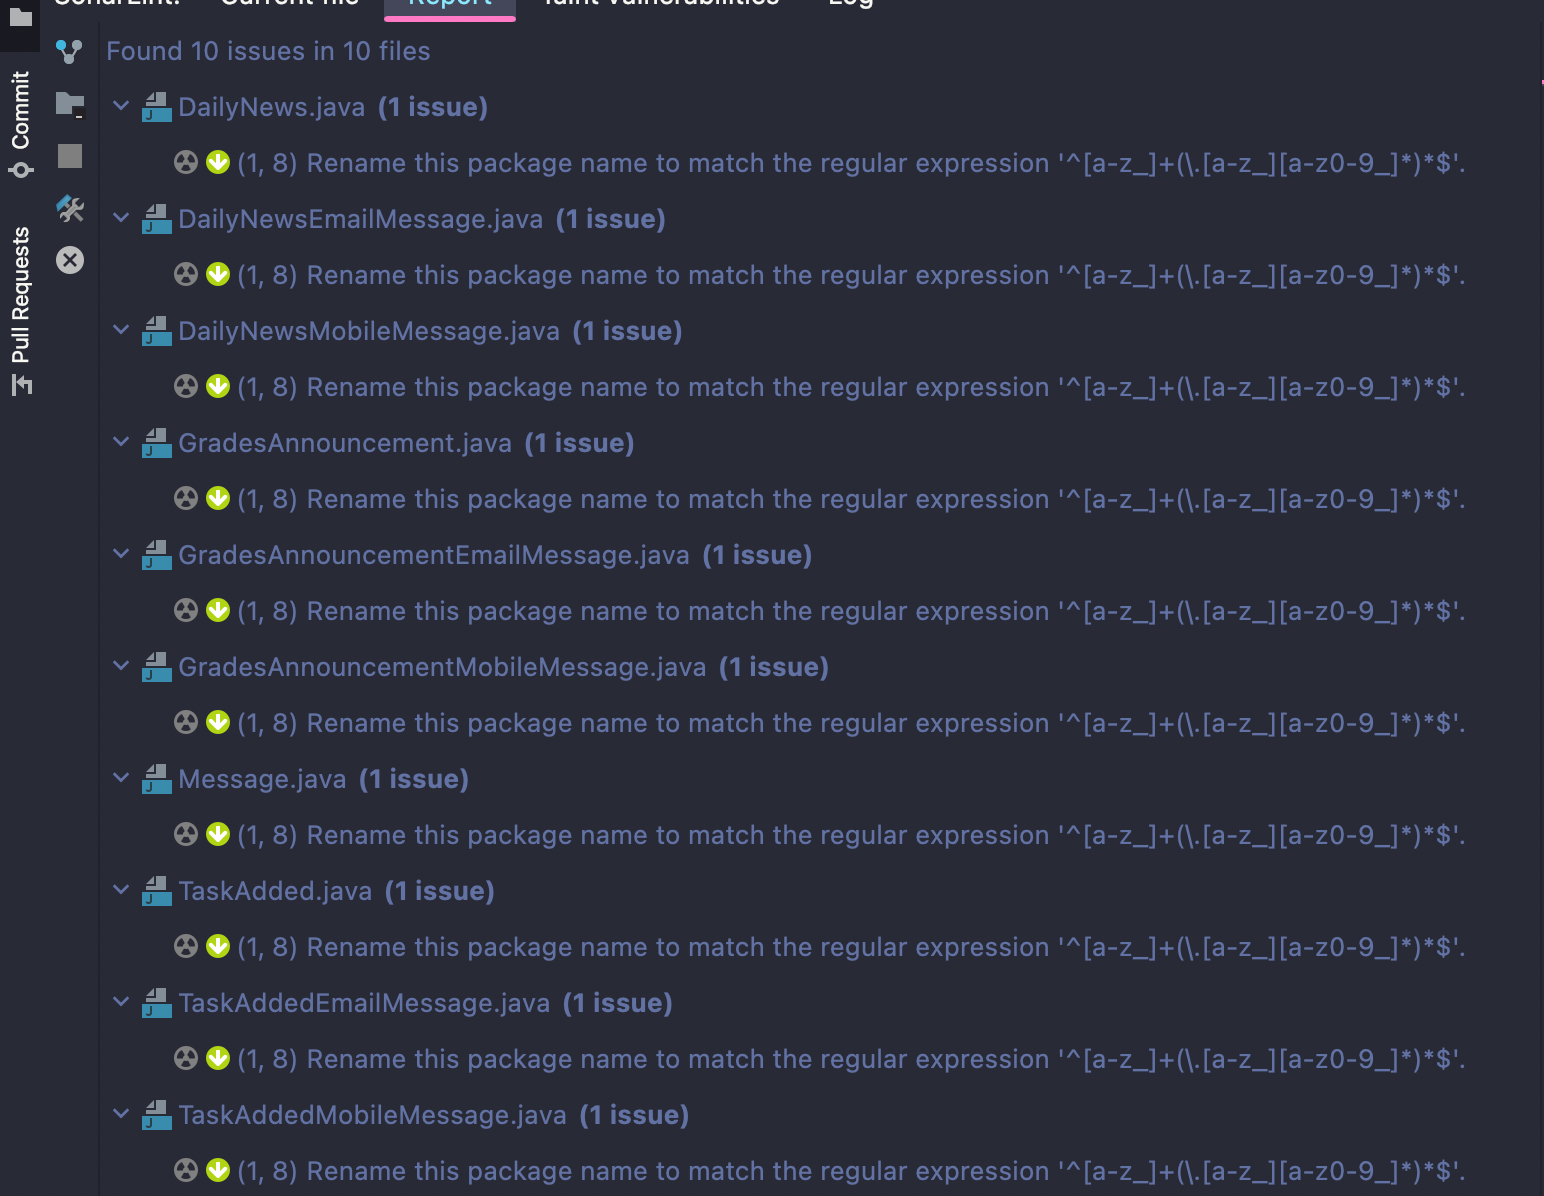 SonarLint: Current file Report Taint vulnerabilities Log
Commit
Pull Requests
Found 10 issues in 10 files
DailyNews.java (1 issue)
(1, 8) Rename this package name to match the regular expression '^[a-z_]+(\.[a-z_][a-z0-9_]*)*$'.
DailyNewsEmailMessage.java (1 issue)
(1, 8) Rename this package name to match the regular expression '^[a-z_]+(\.[a-z_][a-z0-9_]*)*$'.
DailyNewsMobileMessage.java (1 issue)
(1, 8) Rename this package name to match the regular expression '^[a-z_]+(\.[a-z_][a-z0-9_]*)*$'.
GradesAnnouncement.java (1 issue)
(1, 8) Rename this package name to match the regular expression '^[a-z_]+(\.[a-z_][a-z0-9_]*)*$'.
GradesAnnouncementEmailMessage.java (1 issue)
(1, 8) Rename this package name to match the regular expression '^[a-z_]+(\.[a-z_][a-z0-9_]*)*$'.
GradesAnnouncementMobileMessage.java (1 issue)
(1, 8) Rename this package name to match the regular expression '^[a-z_]+(\.[a-z_][a-z0-9_]*)*$'.
Message.java (1 issue)
(1, 8) Rename this package name to match the regular expression '^[a-z_]+(\.[a-z_][a-z0-9_]*)*$'.
TaskAdded.java (1 issue)
(1, 8) Rename this package name to match the regular expression '^[a-z_]+(\.[a-z_][a-z0-9_]*)*$'.
TaskAddedEmailMessage.java (1 issue)
(1, 8) Rename this package name to match the regular expression '^[a-z_]+(\.[a-z_][a-z0-9_]*)*$'.
TaskAddedMobileMessage.java (1 issue)
(1, 8) Rename this package name to match the regular expression '^[a-z_]+(\.[a-z_][a-z0-9_]*)*$'.